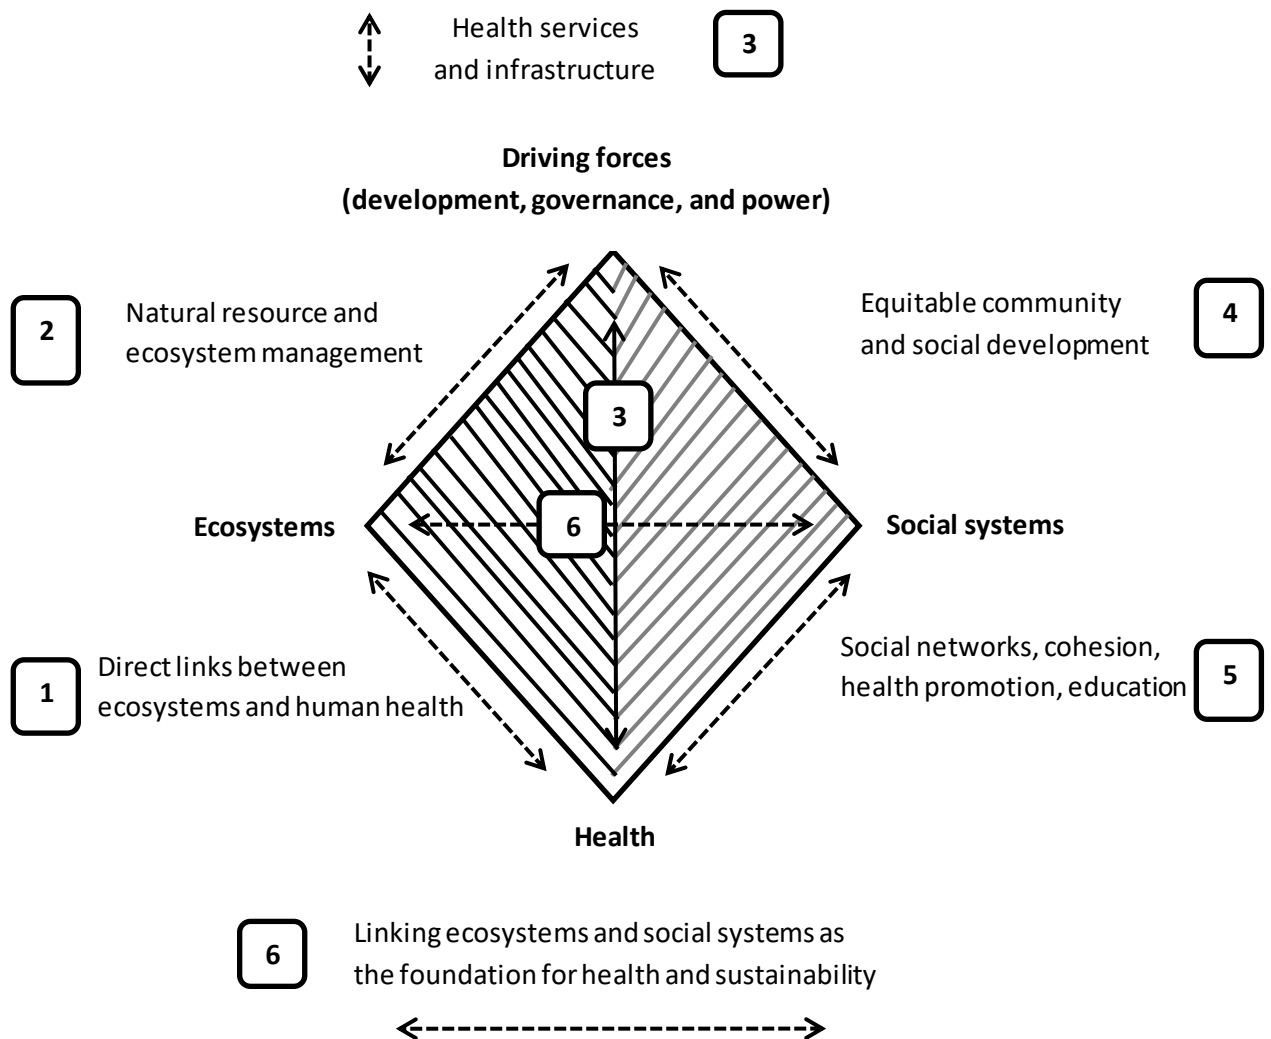 Health services
and infrastructure
3
Driving forces
(development, governance, and power)
2
Natural resource and
ecosystem management
Equitable community
and social development
4
3
Ecosystems
6
Social systems
1
Direct links between
ecosystems and human health
Social networks, cohesion,
health promotion, education
5
Health
6
Linking ecosystems and social systems as
the foundation for health and sustainability